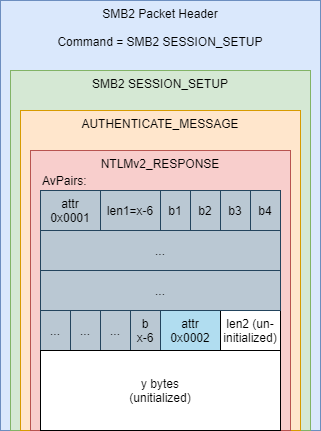 SMB2 Packet Header
Command = SMB2 SESSION_SETUP
SMB2 SESSION_SETUP
AUTHENTICATE_MESSAGE
NTLMv2_RESPONSE
AvPairs:
attr
0x0001
len1=x-6
b1
b2
b3
b4
...
...
...
...
...
b
x-6
attr
0x0002
len2 (un-
initialized)
y bytes
(unitialized)